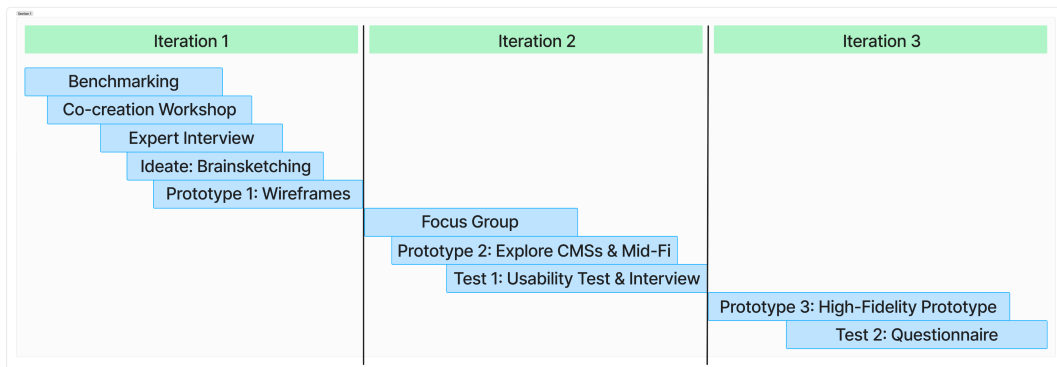 Iteration 1
Iteration 2
Iteration 3
Benchmarking
Co-creation Workshop
Expert Interview
Ideate: Brainsketching
Prototype 1: Wireframes
Focus Group
Prototype 2: Explore CMSs & Mid-Fi
Test 1: Usability Test & Interview
Prototype 3: High-Fidelity Prototype
Test 2: Questionnaire